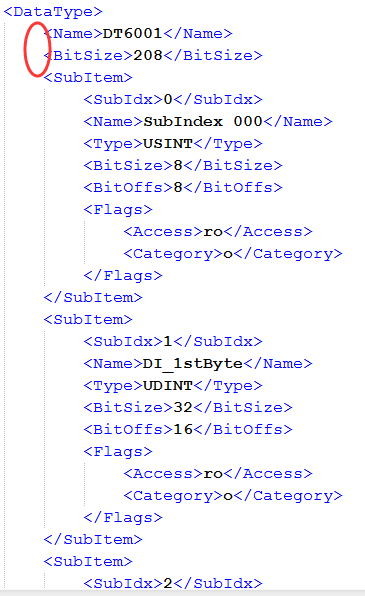 <DataType>
<Name>DT6001</Name>
<BitSize>208</BitSize>
<SubItem>
<SubIdx>0</SubIdx>
<Name>SubIndex 000</Name>
<Type>USINT</Type>
<BitSize>8</BitSize>
<BitOffs>8</BitOffs>
<Flags>
<Access>ro</Access>
<Category>o</Category>
</Flags>
</SubItem>
<SubItem>
<SubIdx>1</SubIdx>
<Name>DI_1stByte</Name>
<Type>UDINT</Type>
<BitSize>32</BitSize>
<BitOffs>16</BitOffs>
<Flags>
<Access>ro</Access>
<Category>o</Category>
</Flags>
</SubItem>
<SubItem>
<SubIdx>2</SubIdx>